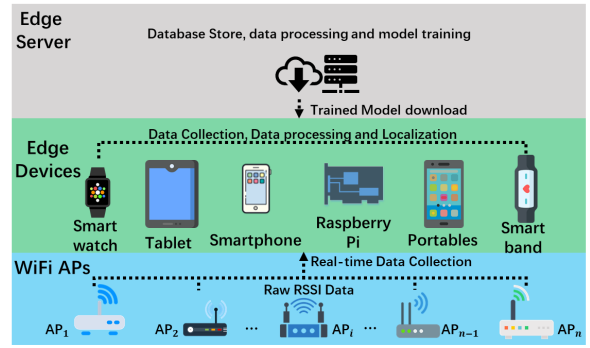 Edge
Server
Database Store, data processing and model training
Trained Model download
Data Collection, Data processing and Localization
Edge
Devices
Smart
watch
Tablet
Smartphone
Raspberry
Pi
Portables
Smart
band
WiFi APs
Real-time Data Collection
Raw RSSI Data
AP₁
AP₂
...
APᵢ
...
APₙ₋₁
APₙ